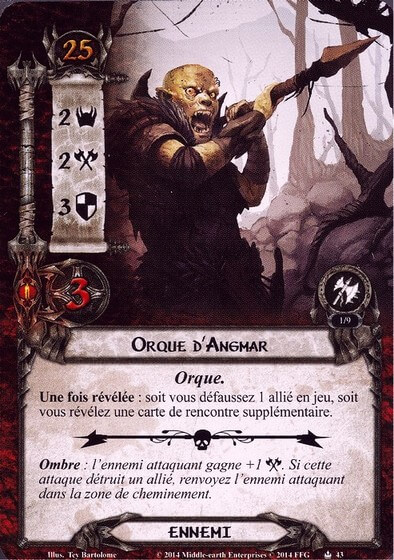 25
2
2
3
3
1/9
Orque d'Angmar
Orque.
Une fois révélée : soit vous défaussez 1 allié en jeu, soit
vous révélez une carte de rencontre supplémentaire.
Ombre : l'ennemi attaquant gagne +1. Si cette
attaque détruit un allié, renvoyez l'ennemi attaquant
dans la zone de cheminement.
ENNEMI
Illus. Tey Bartolome
© 2014 Middle-earth Enterprises © 2014 FFG
43